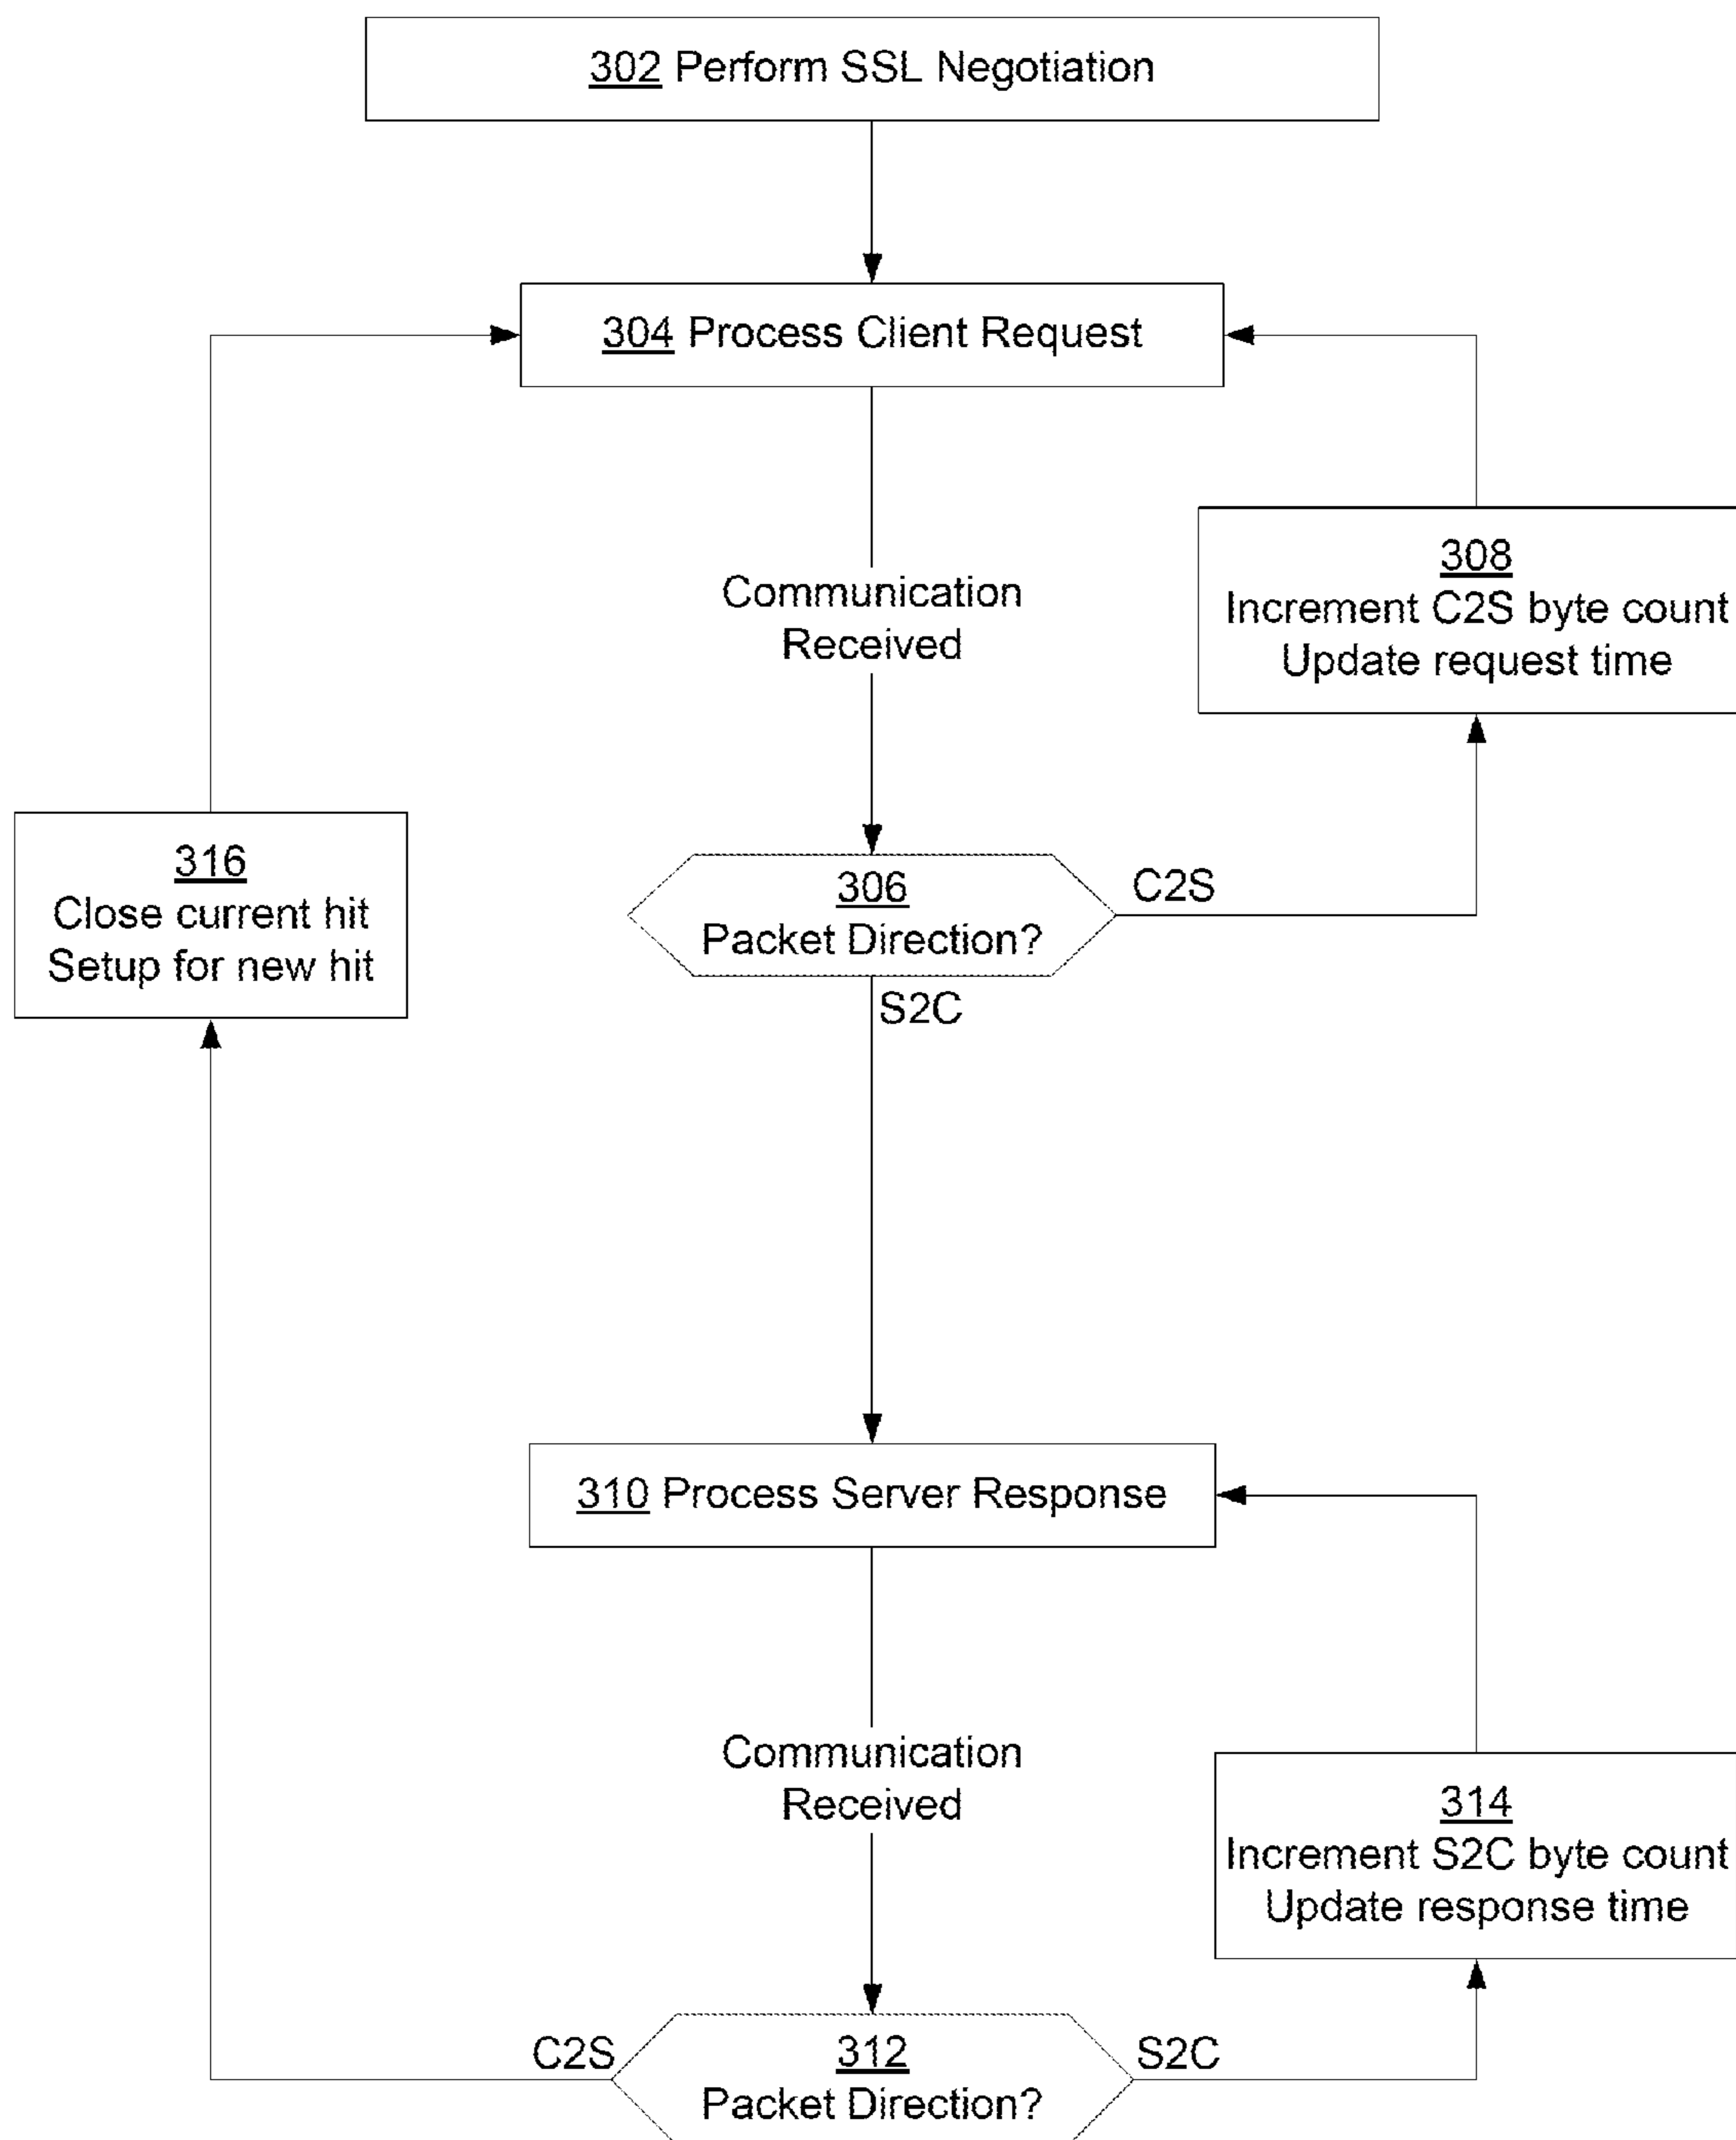 302 Perform SSL Negotiation
304 Process Client Request
Communication
Received
308
Increment C2S byte count
Update request time
316
Close current hit
Setup for new hit
306
Packet Direction?
C2S
S2C
310 Process Server Response
Communication
Received
314
Increment S2C byte count
Update response time
C2S
312
Packet Direction?
S2C